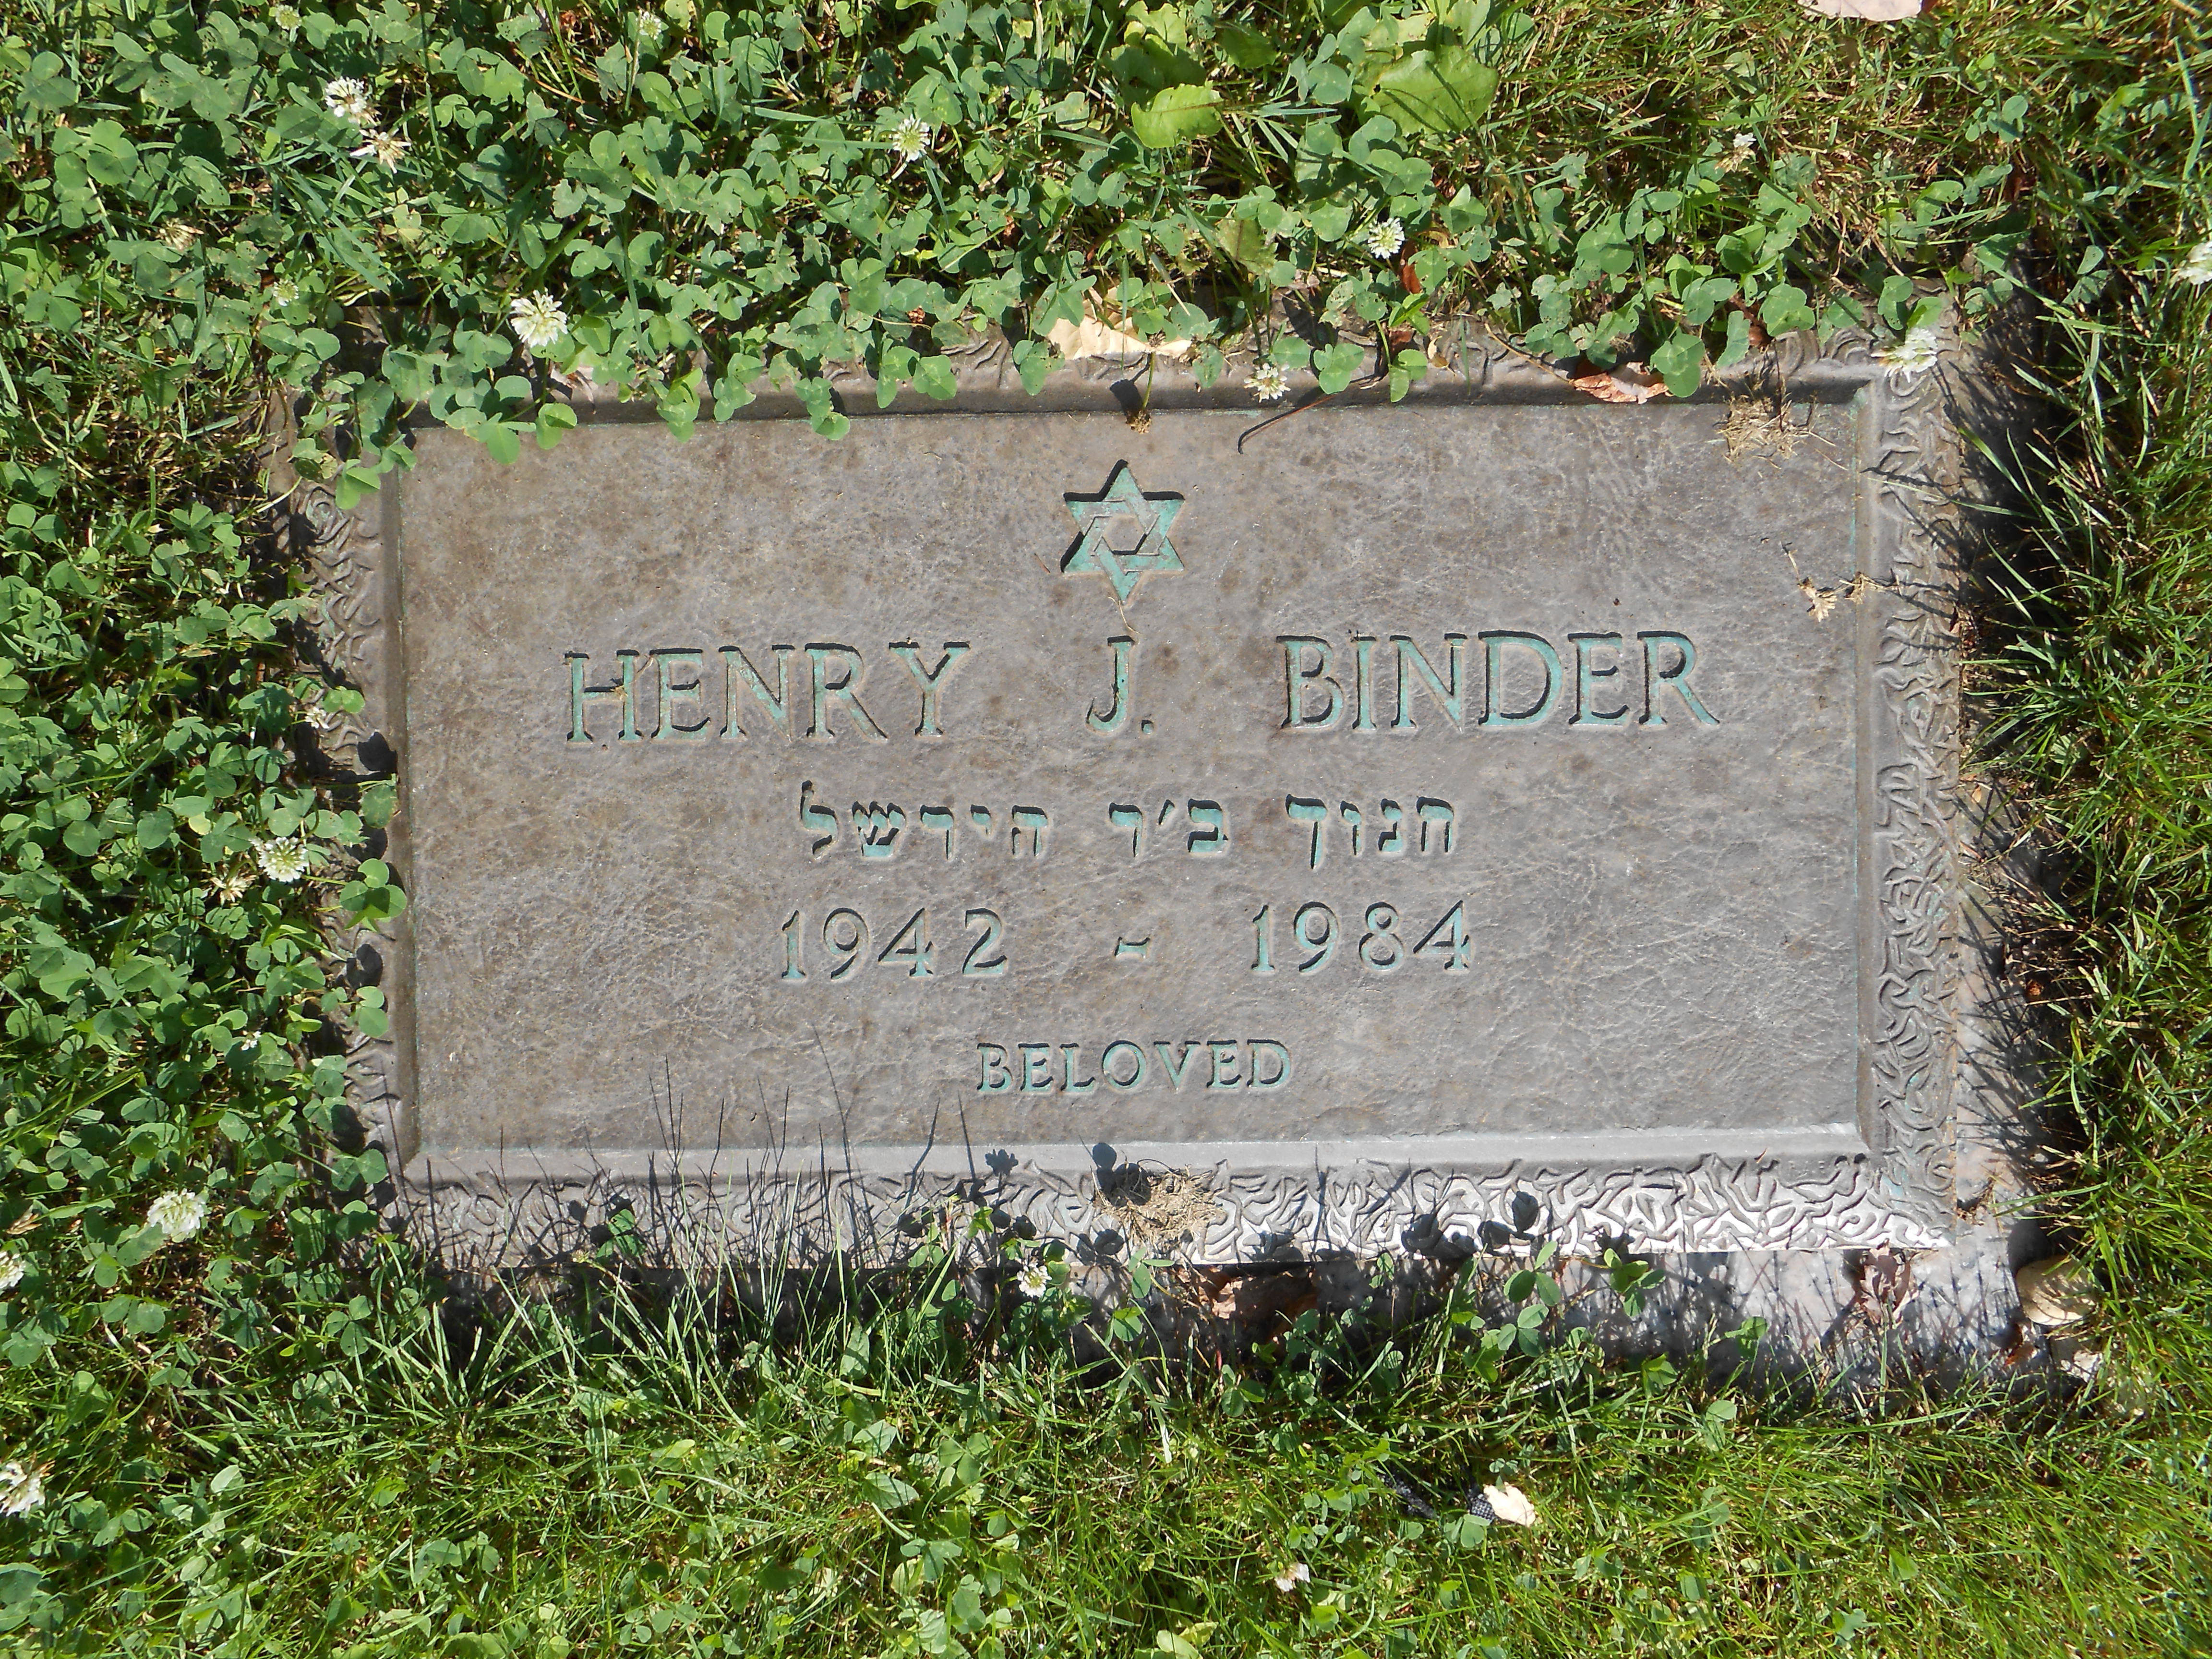 HENRY J. BINDER
חנוך ב׳ר הירשל
1942 - 1984
BELOVED